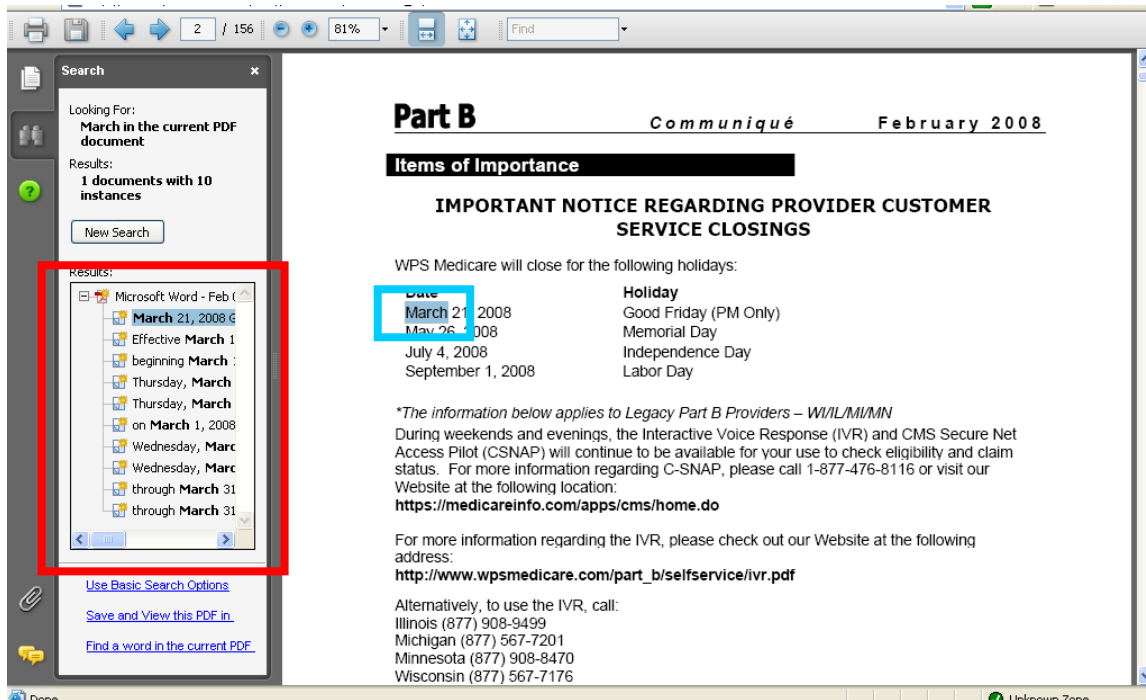 2 / 156
81%
Find
Search
Looking For:
March in the current PDF
document
Results:
1 documents with 10
instances
New Search
Results:
Microsoft Word - Feb (
March 21, 2008 G
Effective March 1
beginning March
Thursday, March
Thursday, March
on March 1, 2008
Wednesday, Marc
Wednesday, Marc
through March 31
through March 31
Use Basic Search Options
Save and View this PDF in
Find a word in the current PDF
Part B Communiqué February 2008
Items of Importance
IMPORTANT NOTICE REGARDING PROVIDER CUSTOMER
SERVICE CLOSINGS
WPS Medicare will close for the following holidays:
Date Holiday
March 21, 2008 Good Friday (PM Only)
May 26, 2008 Memorial Day
July 4, 2008 Independence Day
September 1, 2008 Labor Day
*The information below applies to Legacy Part B Providers – WI/IL/MI/MN
During weekends and evenings, the Interactive Voice Response (IVR) and CMS Secure Net
Access Pilot (CSNAP) will continue to be available for your use to check eligibility and claim
status. For more information regarding C-SNAP, please call 1-877-476-8116 or visit our
Website at the following location:
https://medicareinfo.com/apps/cms/home.do
For more information regarding the IVR, please check out our Website at the following
address:
http://www.wpsmedicare.com/part_b/selfservice/ivr.pdf
Alternatively, to use the IVR, call:
Illinois (877) 908-9499
Michigan (877) 567-7201
Minnesota (877) 908-8470
Wisconsin (877) 567-7176
Done
Unknown Zone